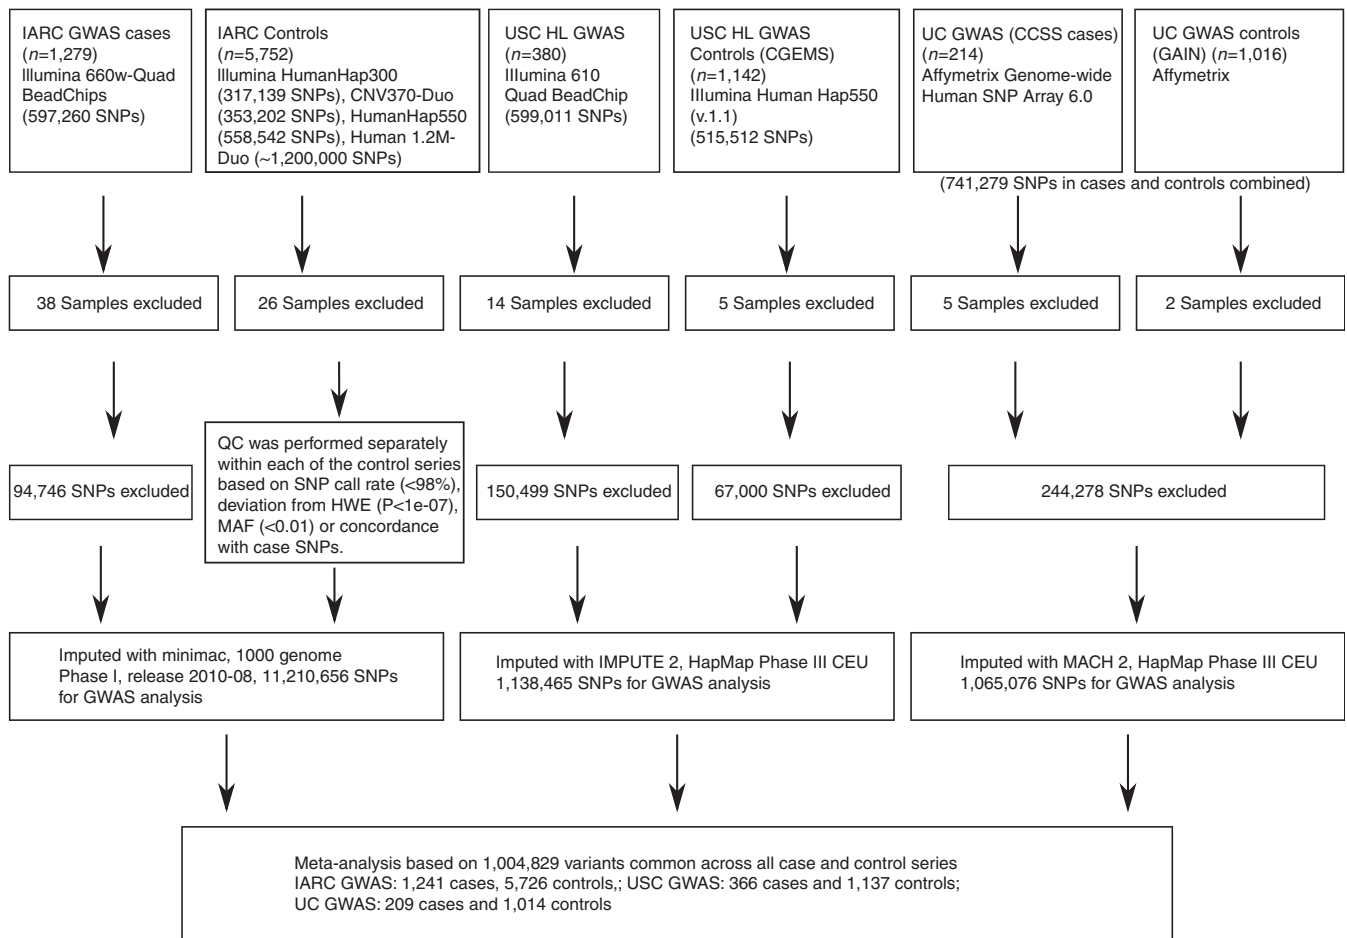 IARC GWAS cases
(n=1,279)
Illumina 660w-Quad
BeadChips
(597,260 SNPs)
IARC Controls
(n=5,752)
Illumina HumanHap300
(317,139 SNPs), CNV370-Duo
(353,202 SNPs), HumanHap550
(558,542 SNPs), Human 1.2M-
Duo (~1,200,000 SNPs)
USC HL GWAS
(n=380)
Illumina 610
Quad BeadChip
(599,011 SNPs)
USC HL GWAS
Controls (CGEMS)
(n=1,142)
Illumina Human Hap550
(v.1.1)
(515,512 SNPs)
UC GWAS (CCSS cases)
(n=214)
Affymetrix Genome-wide
Human SNP Array 6.0
UC GWAS controls
(GAIN) (n=1,016)
Affymetrix
(741,279 SNPs in cases and controls combined)
38 Samples excluded
26 Samples excluded
14 Samples excluded
5 Samples excluded
5 Samples excluded
2 Samples excluded
94,746 SNPs excluded
QC was performed separately
within each of the control series
based on SNP call rate (<98%),
deviation from HWE (P<1e-07),
MAF (<0.01) or concordance
with case SNPs.
150,499 SNPs excluded
67,000 SNPs excluded
244,278 SNPs excluded
Imputed with minimac, 1000 genome
Phase I, release 2010-08, 11,210,656 SNPs
for GWAS analysis
Imputed with IMPUTE 2, HapMap Phase III CEU
1,138,465 SNPs for GWAS analysis
Imputed with MACH 2, HapMap Phase III CEU
1,065,076 SNPs for GWAS analysis
Meta-analysis based on 1,004,829 variants common across all case and control series
IARC GWAS: 1,241 cases, 5,726 controls,; USC GWAS: 366 cases and 1,137 controls;
UC GWAS: 209 cases and 1,014 controls